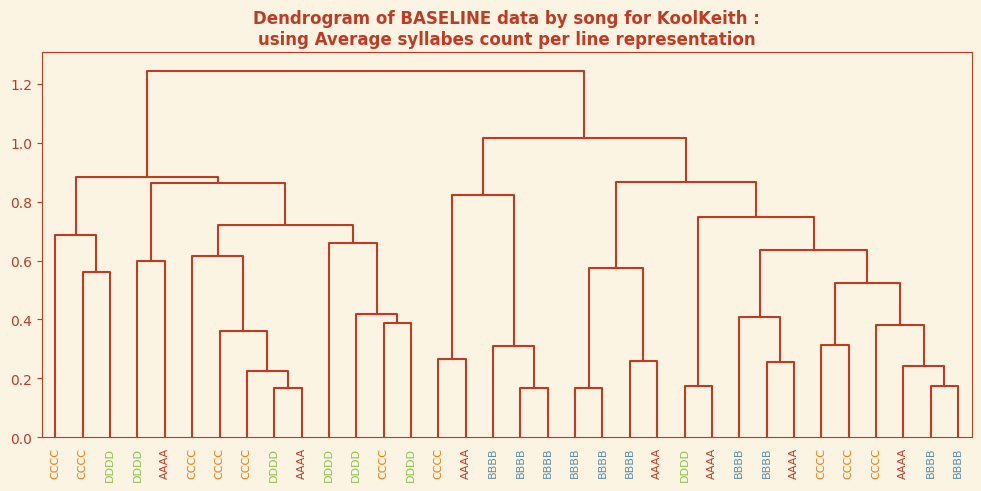 Dendrogram of BASELINE data by song for KoolKeith :
using Average syllabes count per line representation
1.2
1.0
0.8
0.6
0.4
0.2
0.0
CCCC CCCC DDDD DDDD AAAA CCCC CCCC CCCC DDDD AAAA DDDD DDDD CCCC DDDD CCCC AAAA BBBB BBBB BBBB BBBB BBBB BBBB AAAA DDDD AAAA BBBB BBBB AAAA CCCC CCCC CCCC AAAA BBBB BBBB